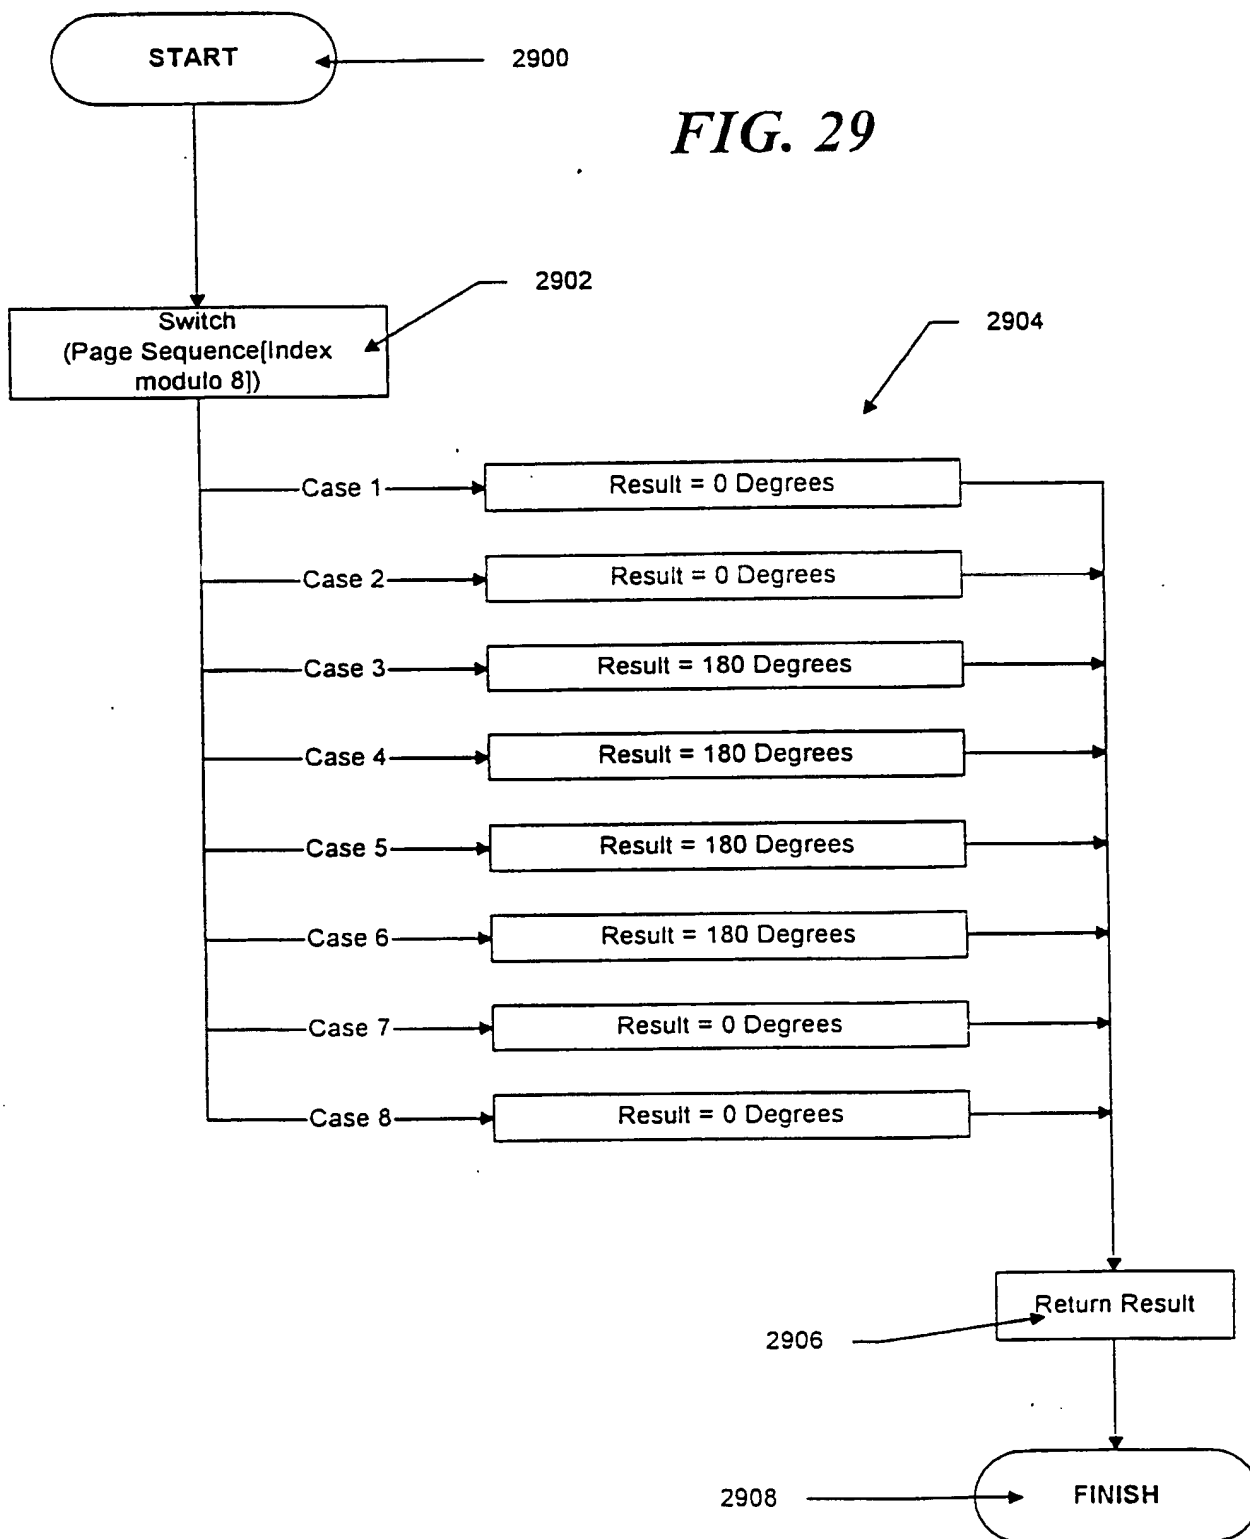 START
2900
FIG. 29
2902
Switch
(Page Sequence[Index
modulo 8])
2904
Case 1
Result = 0 Degrees
Case 2
Result = 0 Degrees
Case 3
Result = 180 Degrees
Case 4
Result = 180 Degrees
Case 5
Result = 180 Degrees
Case 6
Result = 180 Degrees
Case 7
Result = 0 Degrees
Case 8
Result = 0 Degrees
Return Result
2906
2908
FINISH